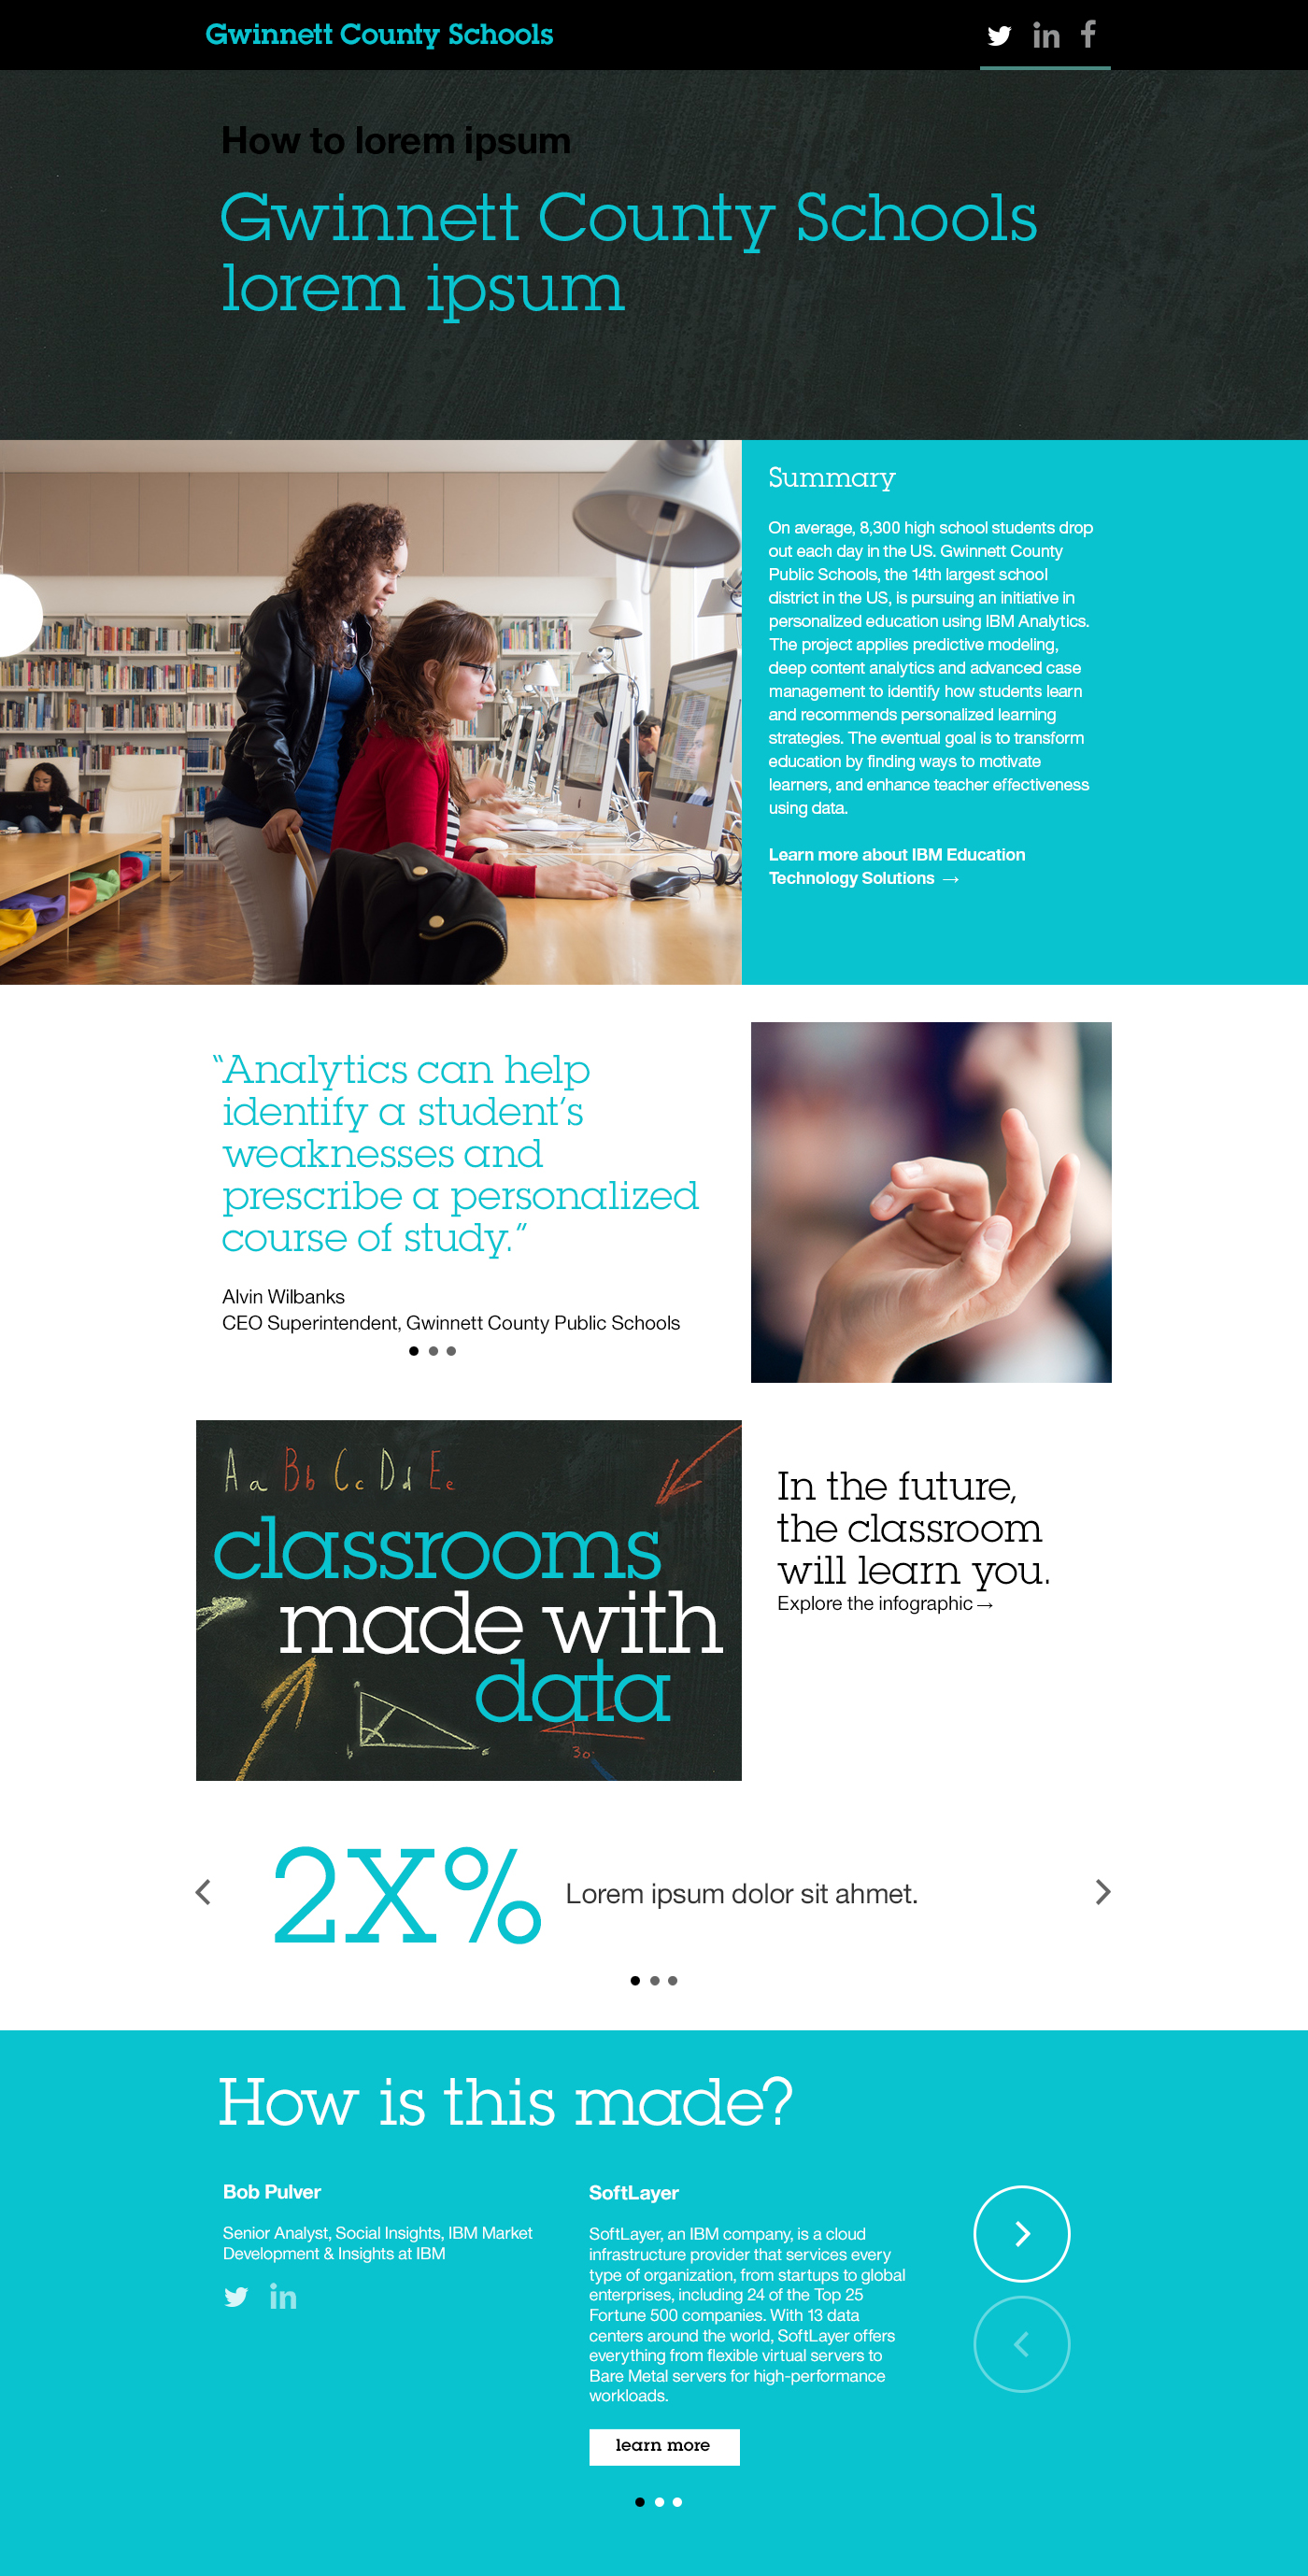 Gwinnett County Schools
How to lorem ipsum
Gwinnett County Schools
lorem ipsum
Summary
On average, 8,300 high school students drop
out each day in the US. Gwinnett County
Public Schools, the 14th largest school
district in the US, is pursuing an initiative in
personalized education using IBM Analytics.
The project applies predictive modeling,
deep content analytics and advanced case
management to identify how students learn
and recommends personalized learning
strategies. The eventual goal is to transform
education by finding ways to motivate
learners, and enhance teacher effectiveness
using data.
Learn more about IBM Education
Technology Solutions →
“Analytics can help
identify a student’s
weaknesses and
prescribe a personalized
course of study.”
Alvin Wilbanks
CEO Superintendent, Gwinnett County Public Schools
Aa Bb Cc Dd Ee
classrooms
made with
data
b a
30
In the future,
the classroom
will learn you.
Explore the infographic →
2X% Lorem ipsum dolor sit ahmet.
How is this made?
Bob Pulver
Senior Analyst, Social Insights, IBM Market
Development & Insights at IBM
SoftLayer
SoftLayer, an IBM company, is a cloud
infrastructure provider that services every
type of organization, from startups to global
enterprises, including 24 of the Top 25
Fortune 500 companies. With 13 data
centers around the world, SoftLayer offers
everything from flexible virtual servers to
Bare Metal servers for high-performance
workloads.
learn more